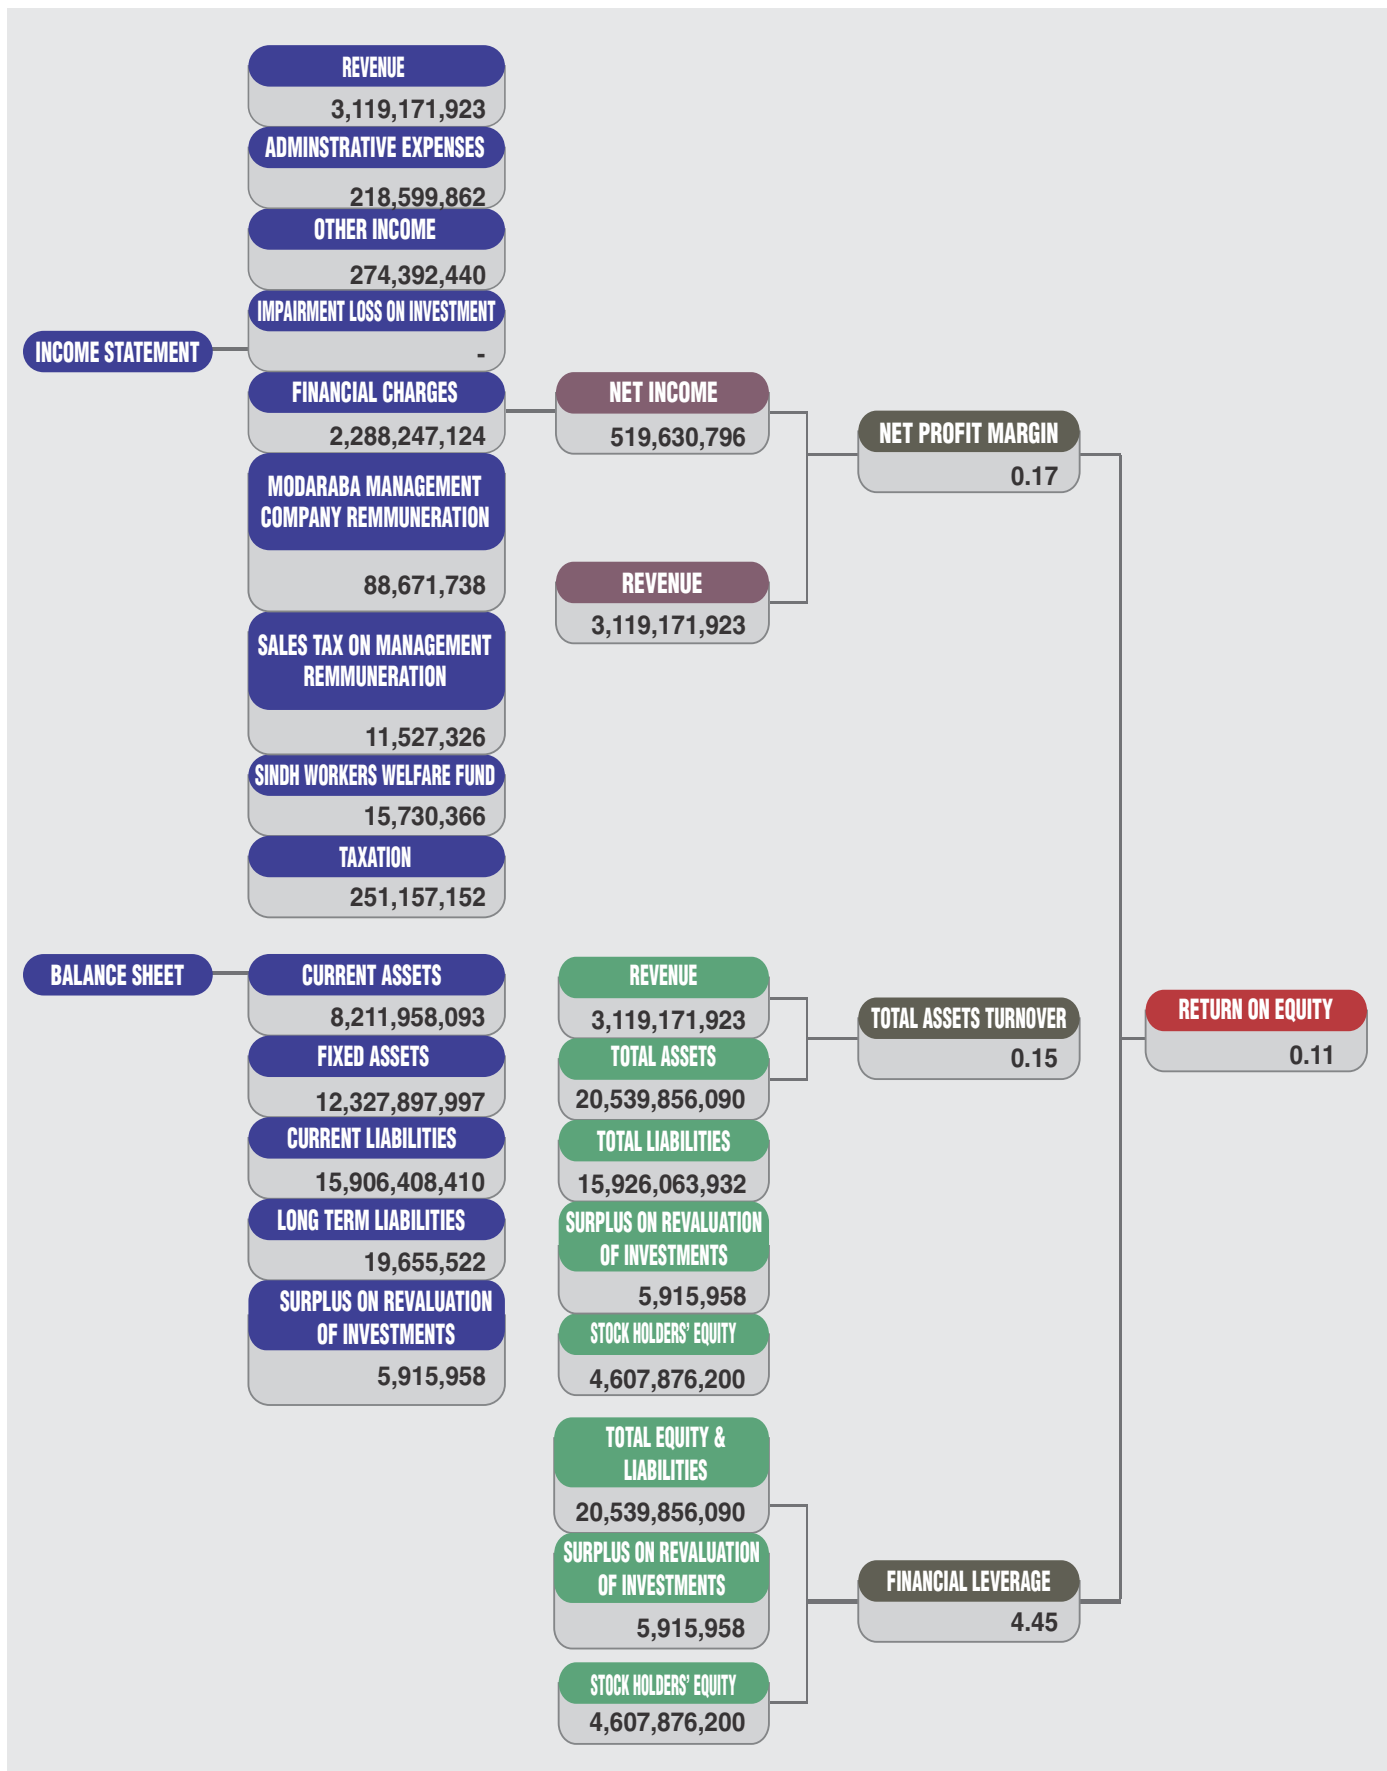 REVENUE
3,119,171,923
ADMINSTRATIVE EXPENSES
218,599,862
OTHER INCOME
274,392,440
IMPAIRMENT LOSS ON INVESTMENT
-
INCOME STATEMENT
FINANCIAL CHARGES
2,288,247,124
MODARABA MANAGEMENT
COMPANY REMMUNERATION
88,671,738
SALES TAX ON MANAGEMENT
REMMUNERATION
11,527,326
SINDH WORKERS WELFARE FUND
15,730,366
TAXATION
251,157,152
NET INCOME
519,630,796
REVENUE
3,119,171,923
NET PROFIT MARGIN
0.17
BALANCE SHEET
CURRENT ASSETS
8,211,958,093
FIXED ASSETS
12,327,897,997
CURRENT LIABILITIES
15,906,408,410
LONG TERM LIABILITIES
19,655,522
SURPLUS ON REVALUATION
OF INVESTMENTS
5,915,958
REVENUE
3,119,171,923
TOTAL ASSETS
20,539,856,090
TOTAL LIABILITIES
15,926,063,932
SURPLUS ON REVALUATION
OF INVESTMENTS
5,915,958
STOCK HOLDERS' EQUITY
4,607,876,200
TOTAL EQUITY &
LIABILITIES
20,539,856,090
SURPLUS ON REVALUATION
OF INVESTMENTS
5,915,958
STOCK HOLDERS' EQUITY
4,607,876,200
TOTAL ASSETS TURNOVER
0.15
FINANCIAL LEVERAGE
4.45
RETURN ON EQUITY
0.11